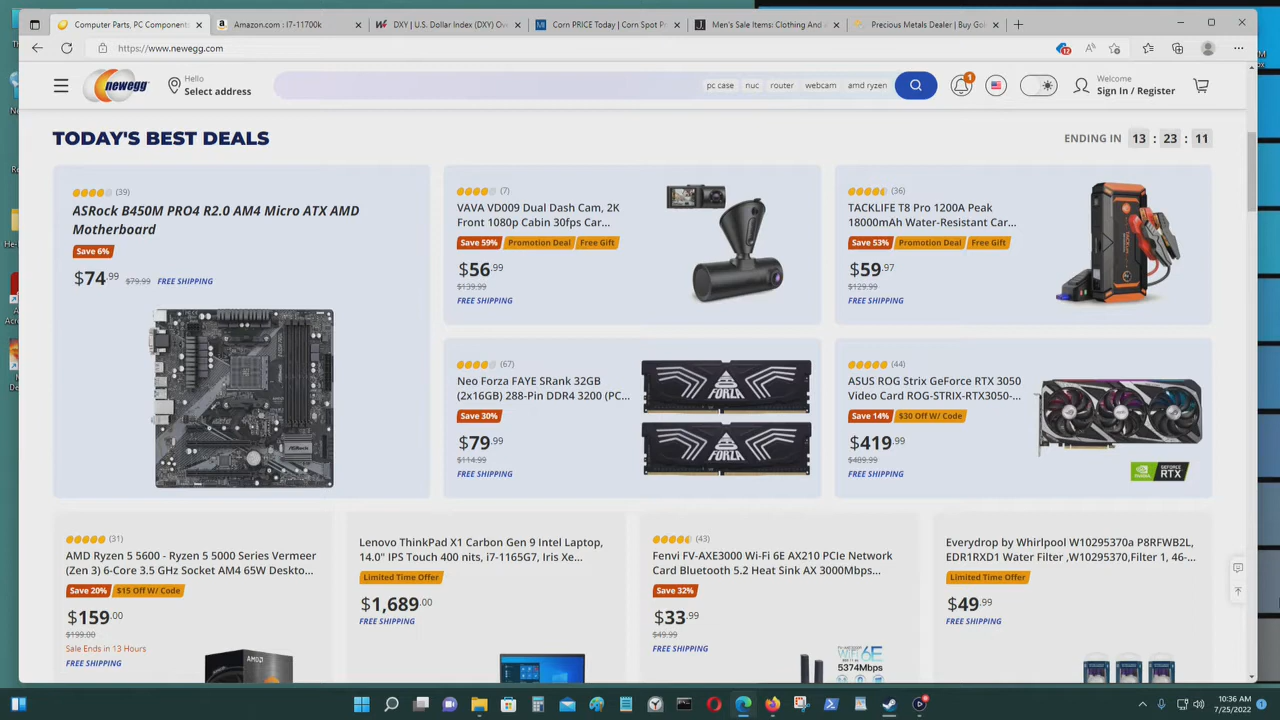 Computer Parts, PC Component
Amazon.com : I7-11700k
DXY | U.S. Dollar Index (DXY) Ov
Corn PRICE Today | Corn Spot P
Men's Sale Items: Clothing And
Precious Metals Dealer | Buy Go
https://www.newegg.com
12
newegg
Hello
Select address
pc case
nuc
router
webcam
amd ryzen
1
Welcome
Sign In / Register
TODAY'S BEST DEALS
ENDING IN 13 : 23 : 11
(39)
ASRock B450M PRO4 R2.0 AM4 Micro ATX AMD
Motherboard
Save 6%
$74.99 $79.99 FREE SHIPPING
(7)
VAVA VD009 Dual Dash Cam, 2K
Front 1080p Cabin 30fps Car...
Save 59% Promotion Deal Free Gift
$56.99
$139.99
FREE SHIPPING
(36)
TACKLIFE T8 Pro 1200A Peak
18000mAh Water-Resistant Car...
Save 53% Promotion Deal Free Gift
$59.97
$129.99
FREE SHIPPING
(67)
Neo Forza FAYE SRank 32GB
(2x16GB) 288-Pin DDR4 3200 (PC...
Save 30%
$79.99
$114.99
FREE SHIPPING
FORZA
FORZA
(44)
ASUS ROG Strix GeForce RTX 3050
Video Card ROG-STRIX-RTX3050-...
Save 14% $30 Off W/ Code
$419.99
$489.99
FREE SHIPPING
GEFORCE
RTX
(31)
AMD Ryzen 5 5600 - Ryzen 5 5000 Series Vermeer
(Zen 3) 6-Core 3.5 GHz Socket AM4 65W Deskto...
Save 20% $15 Off W/ Code
$159.00
$199.00
Sale Ends in 13 Hours
FREE SHIPPING
AMD
Lenovo ThinkPad X1 Carbon Gen 9 Intel Laptop,
14.0" IPS Touch 400 nits, i7-1165G7, Iris Xe...
Limited Time Offer
$1,689.00
FREE SHIPPING
(43)
Fenvi FV-AXE3000 Wi-Fi 6E AX210 PCIe Network
Card Bluetooth 5.2 Heat Sink AX 3000Mbps...
Save 32%
$33.99
$49.99
FREE SHIPPING
WiFi 6E
5374Mbps
Everydrop by Whirlpool W10295370a P8RFWB2L,
EDR1RXD1 Water Filter ,W10295370,Filter 1, 46-...
Limited Time Offer
$49.99
FREE SHIPPING
10:36 AM
7/25/2022